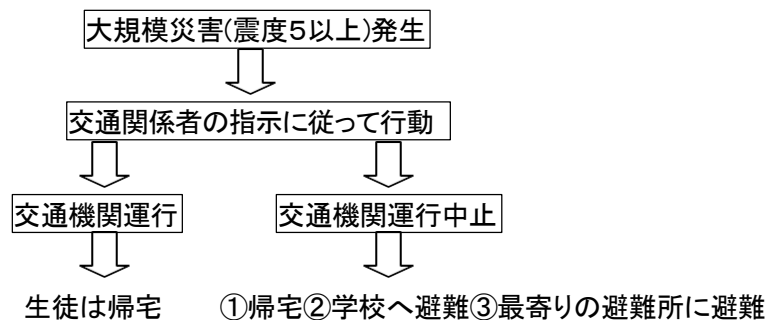 大規模災害(震度５以上)発生
交通関係者の指示に従って行動
交通機関運行
交通機関運行中止
生徒は帰宅
①帰宅②学校へ避難③最寄りの避難所に避難